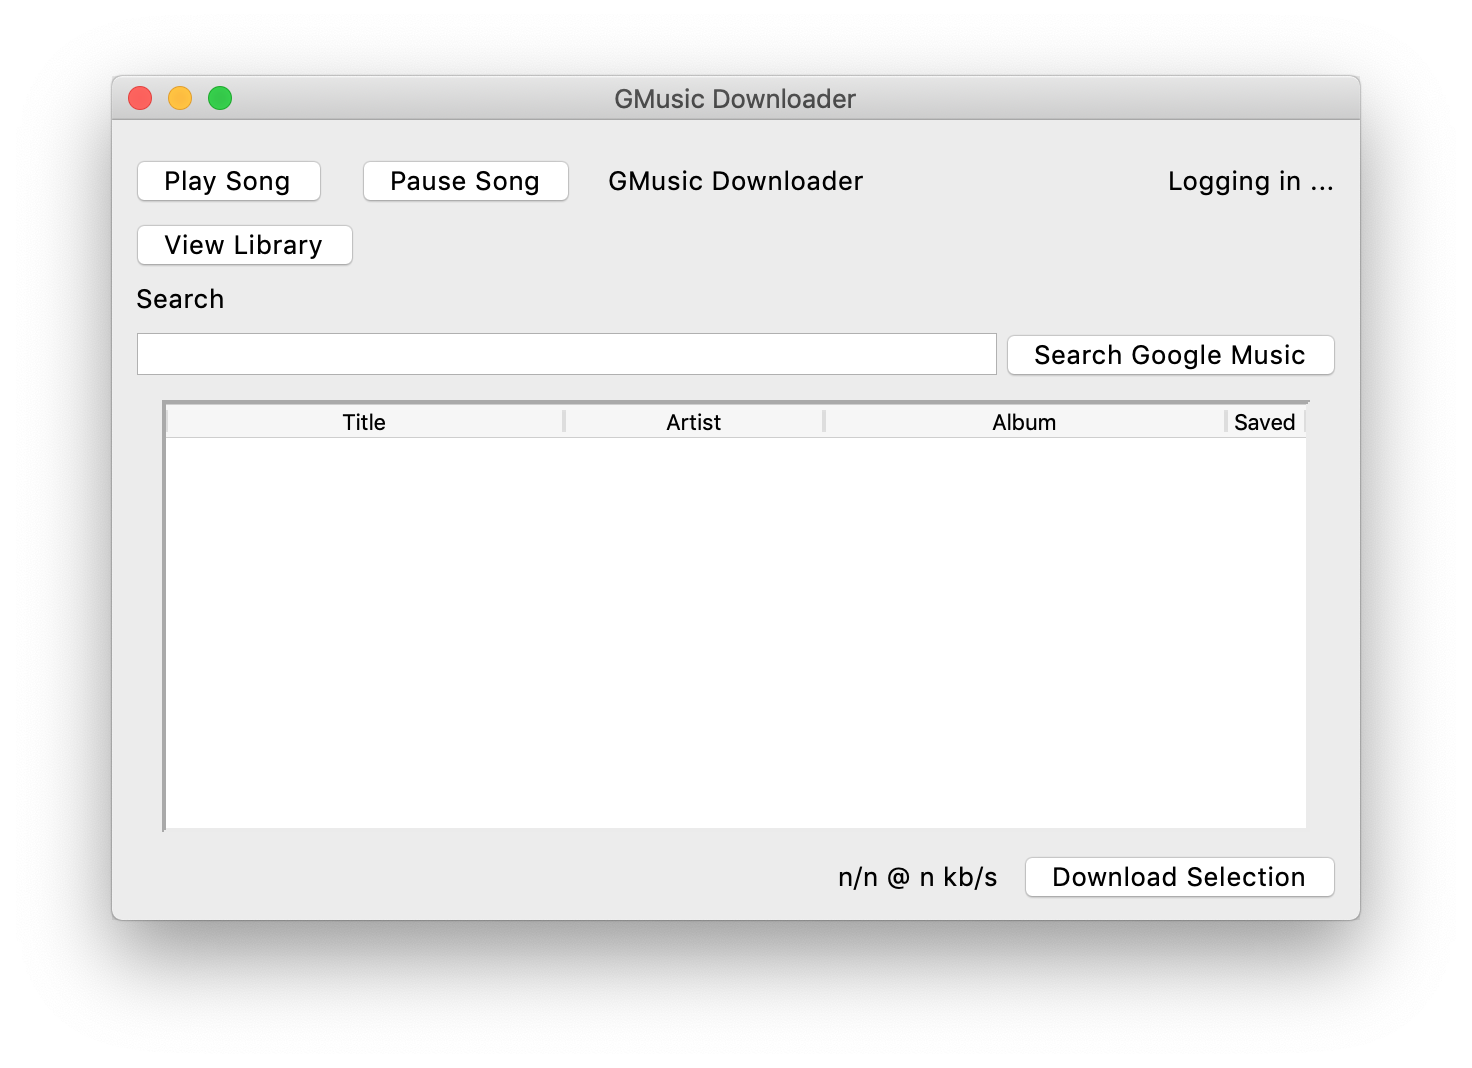 GMusic Downloader
Play Song Pause Song GMusic Downloader Logging in ...
View Library
Search
Search Google Music
Title Artist Album Saved
n/n @ n kb/s Download Selection